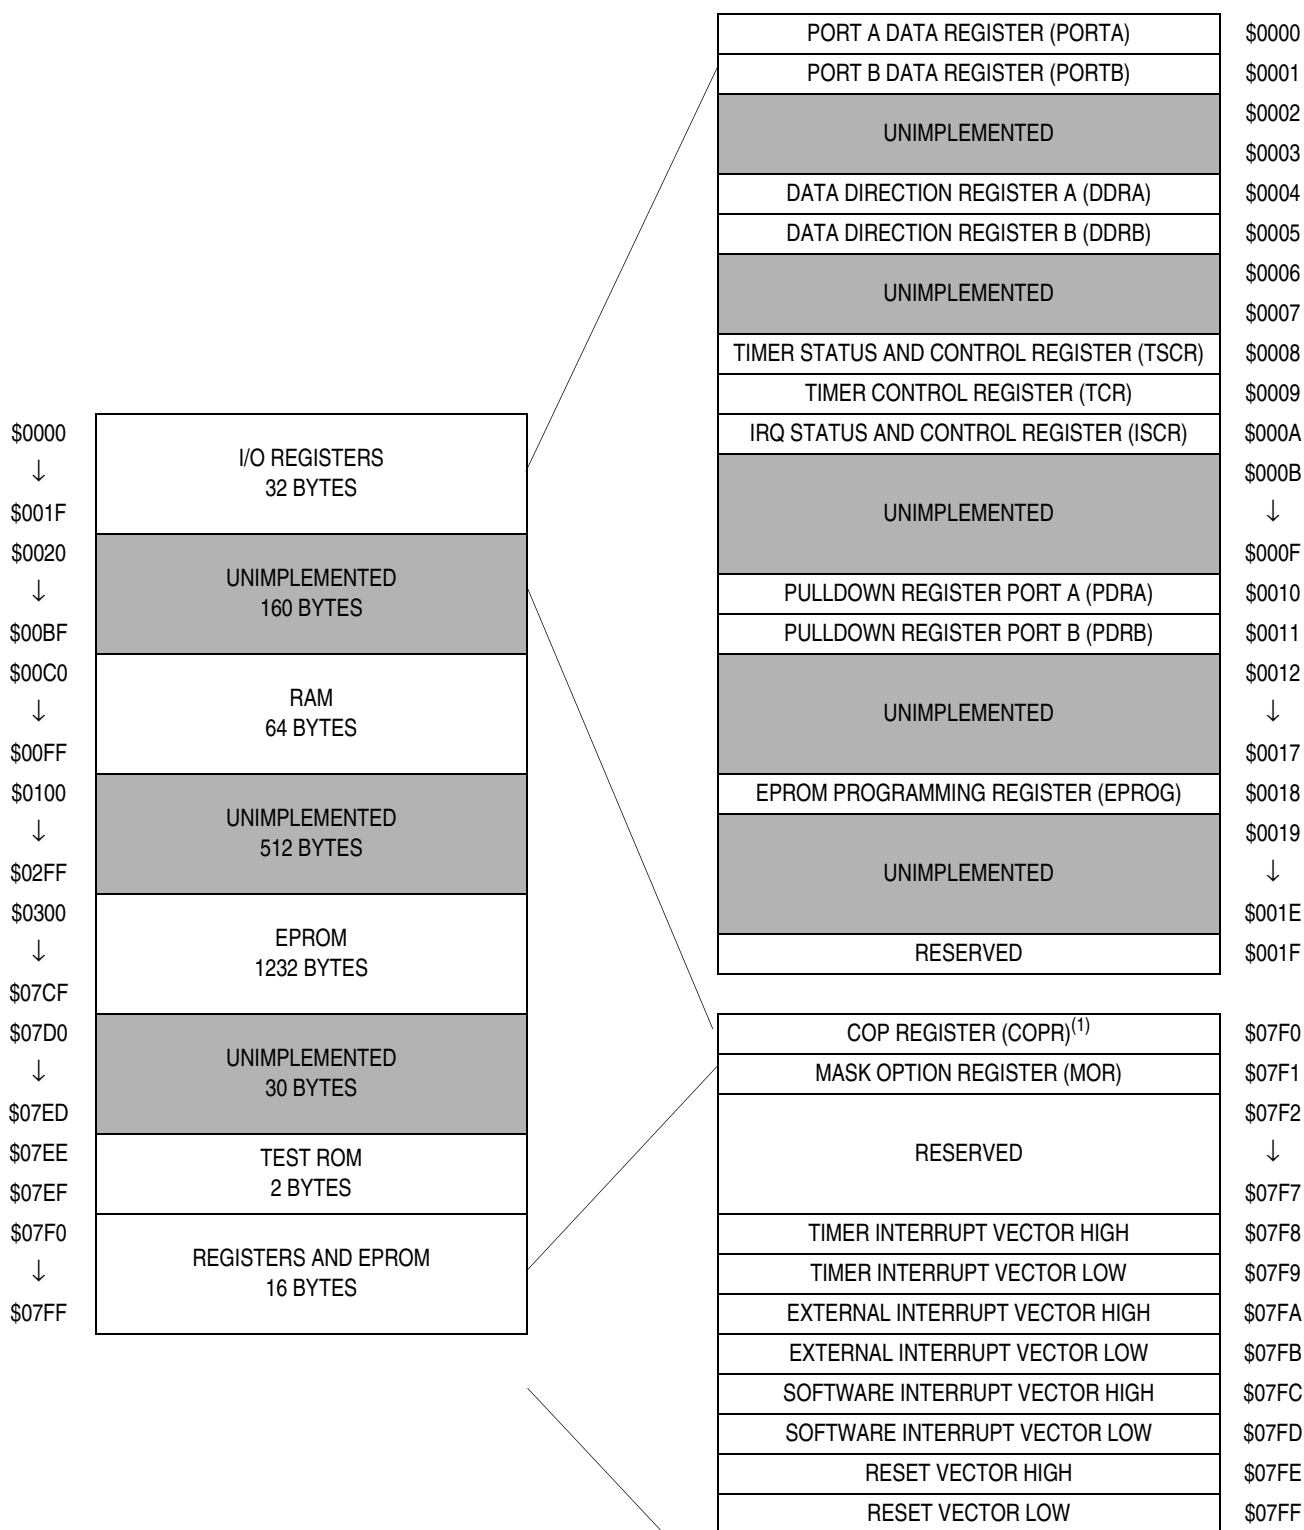 PORT A DATA REGISTER (PORTA) $0000
PORT B DATA REGISTER (PORTB) $0001
$0002
UNIMPLEMENTED
$0003
DATA DIRECTION REGISTER A (DDRA) $0004
DATA DIRECTION REGISTER B (DDRB) $0005
$0006
UNIMPLEMENTED
$0007
TIMER STATUS AND CONTROL REGISTER (TSCR) $0008
TIMER CONTROL REGISTER (TCR) $0009
IRQ STATUS AND CONTROL REGISTER (ISCR) $000A
$000B
UNIMPLEMENTED ↓
$000F
PULLDOWN REGISTER PORT A (PDRA) $0010
PULLDOWN REGISTER PORT B (PDRB) $0011
$0012
UNIMPLEMENTED ↓
$0017
EPROM PROGRAMMING REGISTER (EPROG) $0018
$0019
UNIMPLEMENTED ↓
$001E
RESERVED $001F
$0000
I/O REGISTERS
↓
32 BYTES
$001F
$0020
UNIMPLEMENTED
↓
160 BYTES
$00BF
$00C0
RAM
↓
64 BYTES
$00FF
$0100
UNIMPLEMENTED
↓
512 BYTES
$02FF
$0300
EPROM
↓
1232 BYTES
$07CF
$07D0
UNIMPLEMENTED
↓
30 BYTES
$07ED
$07EE
TEST ROM
2 BYTES
$07EF
$07F0
REGISTERS AND EPROM
↓
16 BYTES
$07FF
COP REGISTER (COPR)(1) $07F0
MASK OPTION REGISTER (MOR) $07F1
$07F2
RESERVED ↓
$07F7
TIMER INTERRUPT VECTOR HIGH $07F8
TIMER INTERRUPT VECTOR LOW $07F9
EXTERNAL INTERRUPT VECTOR HIGH $07FA
EXTERNAL INTERRUPT VECTOR LOW $07FB
SOFTWARE INTERRUPT VECTOR HIGH $07FC
SOFTWARE INTERRUPT VECTOR LOW $07FD
RESET VECTOR HIGH $07FE
RESET VECTOR LOW $07FF